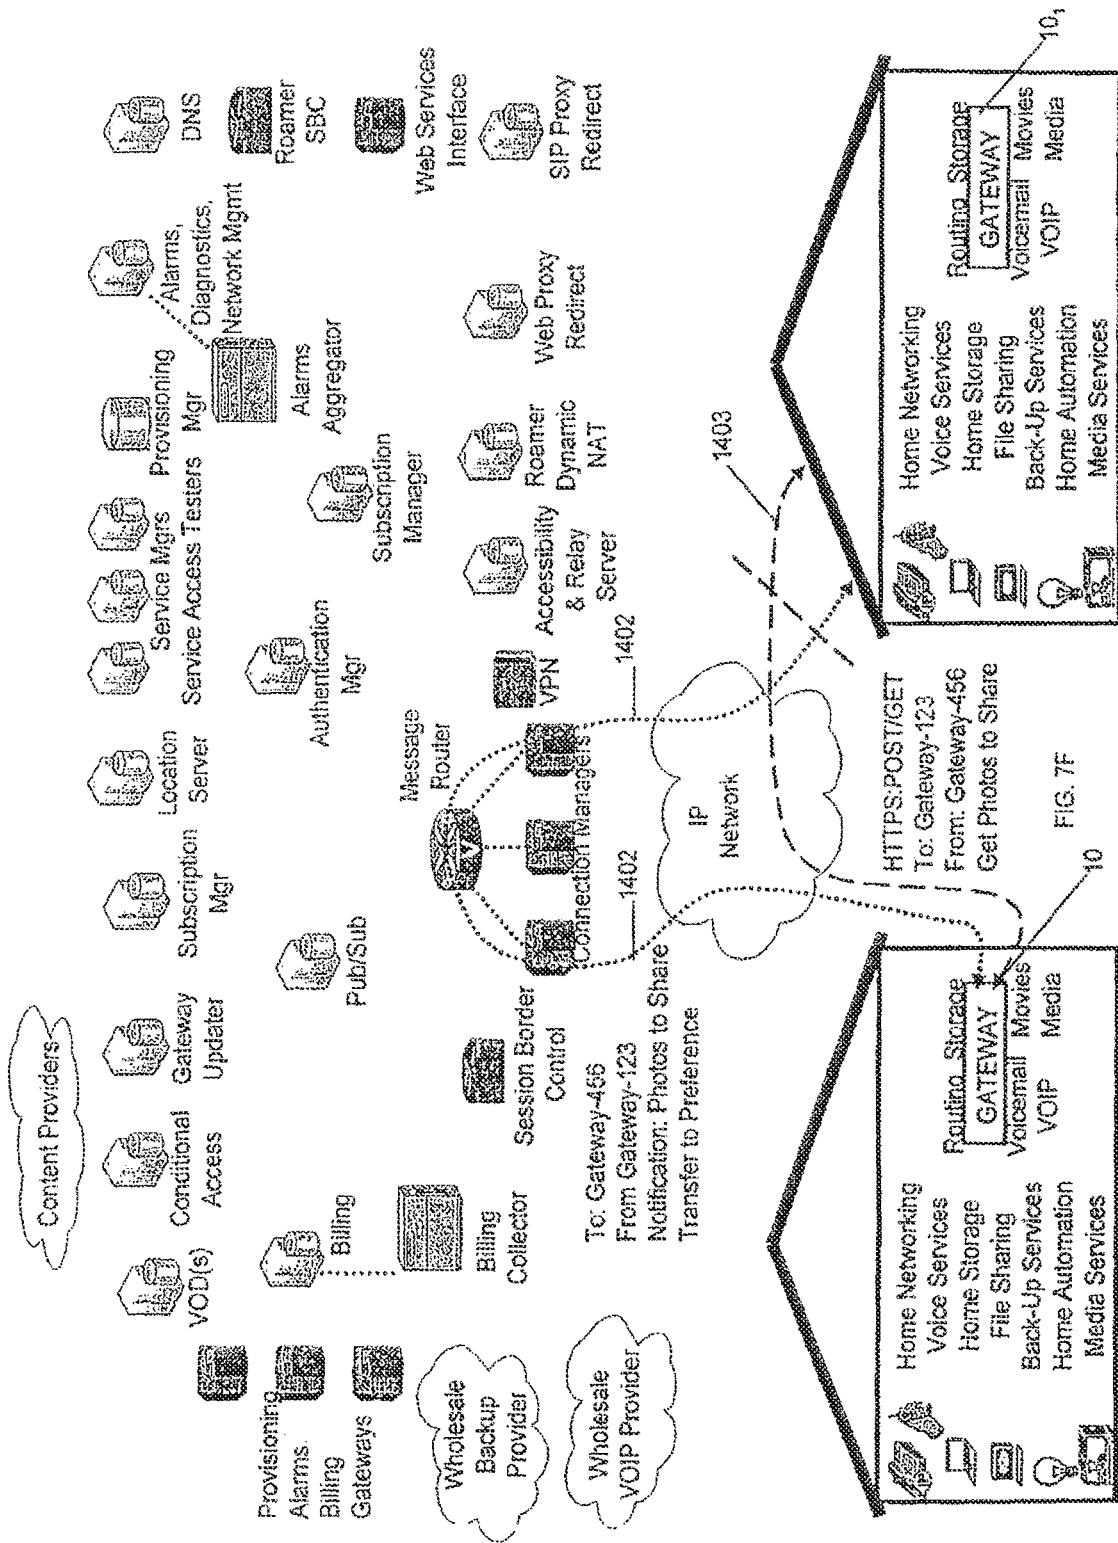 Content Providers
VOD(s)
Conditional
Access
Gateway
Updater
Subscription
Mgr
Location
Server
Service Mgrs
Service Access Testers
Provisioning
Mgr
Alarms,
Diagnostics,
Network Mgmt
DNS
Provisioning
Alarms
Billing
Gateways
Billing
Pub/Sub
Authentication
Mgr
Subscription
Manager
Alarms
Aggregator
Roamer
SBC
Web Services
Interface
Billing
Collector
Wholesale
Backup
Provider
Message
Router
Session Border
Control
Connection Managers
VPN
Accessibility
& Relay
Server
Roamer
Dynamic
NAT
Web Proxy
Redirect
SIP Proxy
Redirect
Wholesale
VOIP Provider
To: Gateway-456
From Gateway-123
Notification: Photos to Share
Transfer to Preference
1402
1402
1403
IP
Network
HTTPS:POST/GET
To: Gateway-123
From: Gateway-456
Get Photos to Share
Home Networking
Voice Services
Home Storage
File Sharing
Back-Up Services
Home Automation
Media Services
Routing Storage
GATEWAY
Voicemail Movies
VOIP Media
10
Home Networking
Voice Services
Home Storage
File Sharing
Back-Up Services
Home Automation
Media Services
Routing Storage
GATEWAY
Voicemail Movies
VOIP Media
10₁
FIG. 7F